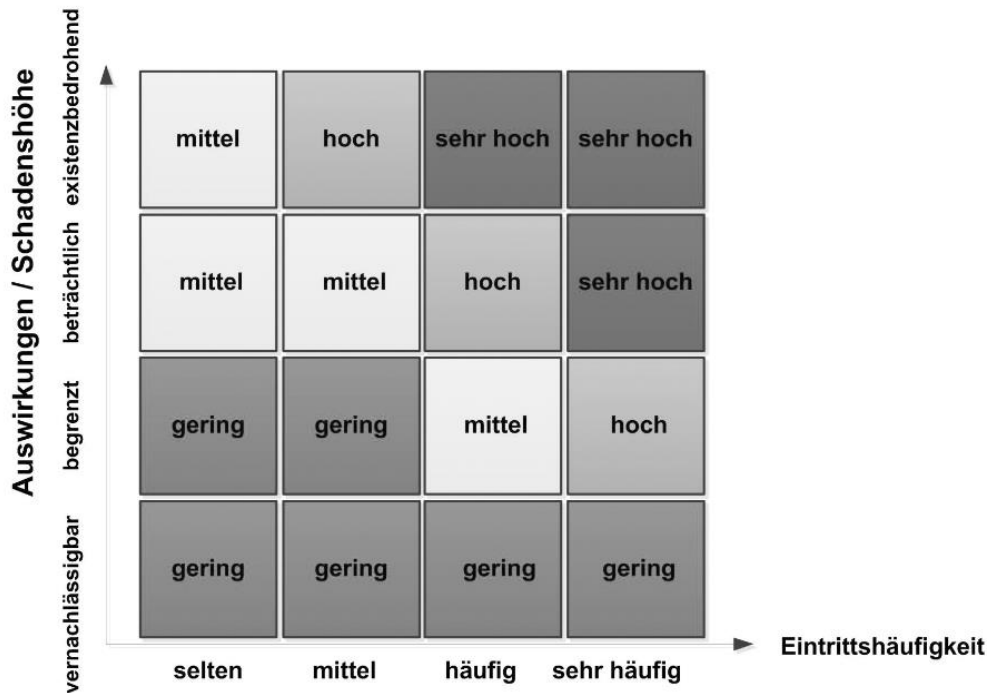 Auswirkungen / Schadenshöhe
existenzbedrohend
mittel
hoch
sehr hoch
sehr hoch
beträchtlich
mittel
mittel
hoch
sehr hoch
begrenzt
gering
gering
mittel
hoch
vernachlässigbar
gering
gering
gering
gering
selten
mittel
häufig
sehr häufig
Eintrittshäufigkeit